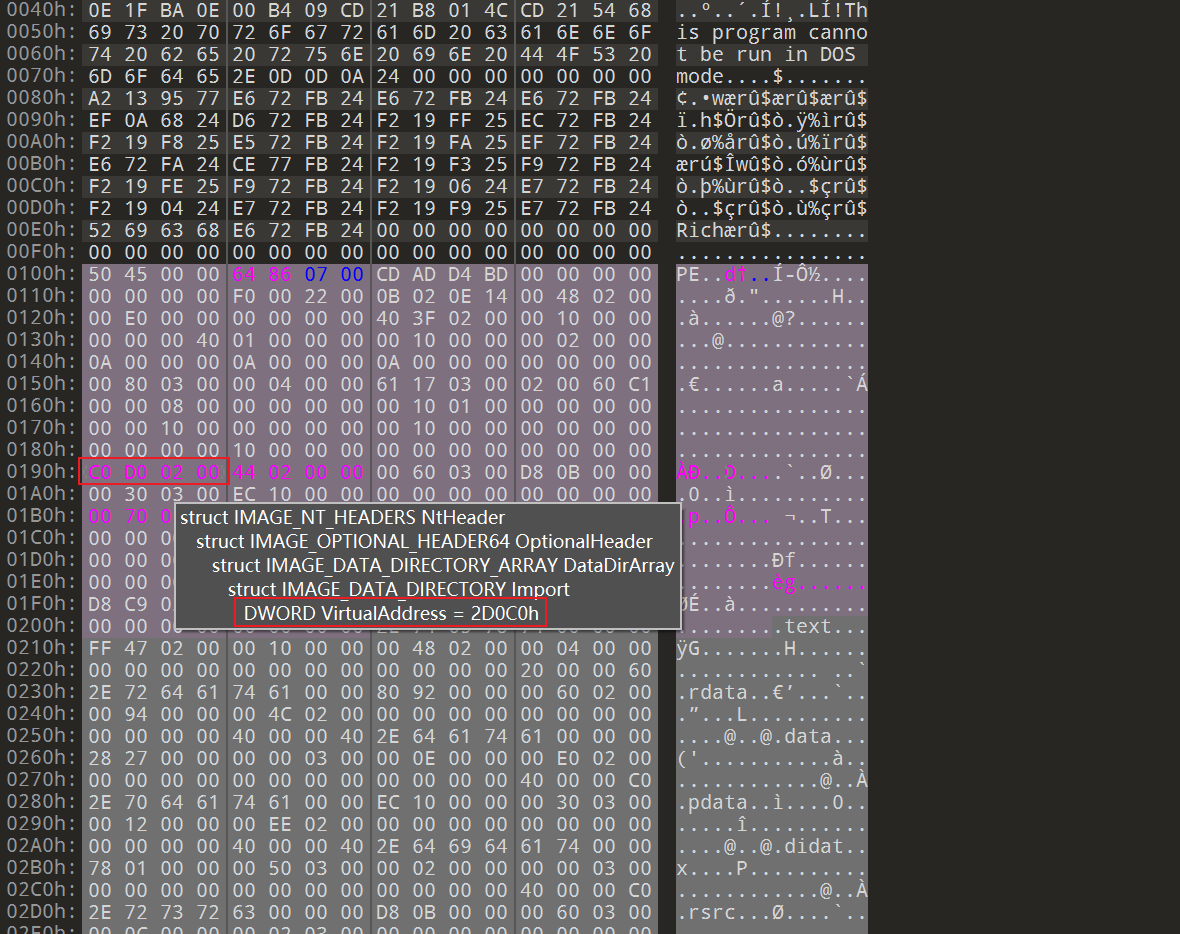 0040h: 0E 1F BA 0E 00 B4 09 CD 21 B8 01 4C CD 21 54 68 ..º..´.Í!¸.LÍ!Th
0050h: 69 73 20 70 72 6F 67 72 61 6D 20 63 61 6E 6E 6F is program canno
0060h: 74 20 62 65 20 72 75 6E 20 69 6E 20 44 4F 53 20 t be run in DOS
0070h: 6D 6F 64 65 2E 0D 0D 0A 24 00 00 00 00 00 00 00 mode....$.......
0080h: A2 13 95 77 E6 72 FB 24 E6 72 FB 24 E6 72 FB 24 ¢.•wærû$ærû$ærû$
0090h: EF 0A 68 24 D6 72 FB 24 F2 19 FF 25 EC 72 FB 24 ï.h$Örû$ò.ÿ%ìrû$
00A0h: F2 19 F8 25 E5 72 FB 24 F2 19 FA 25 EF 72 FB 24 ò.ø%årû$ò.ú%ïrû$
00B0h: E6 72 FA 24 CE 77 FB 24 F2 19 F3 25 F9 72 FB 24 ærú$Îwû$ò.ó%ùrû$
00C0h: F2 19 FE 25 F9 72 FB 24 F2 19 06 24 E7 72 FB 24 ò.þ%ùrû$ò..$çrû$
00D0h: F2 19 04 24 E7 72 FB 24 F2 19 F9 25 E7 72 FB 24 ò..$çrû$ò.ù%çrû$
00E0h: 52 69 63 68 E6 72 FB 24 00 00 00 00 00 00 00 00 Richærû$........
00F0h: 00 00 00 00 00 00 00 00 00 00 00 00 00 00 00 00 ................
0100h: 50 45 00 00 64 86 07 00 CD AD D4 BD 00 00 00 00 PE..d†..Í-Ô½....
0110h: 00 00 00 00 F0 00 22 00 0B 02 0E 14 00 48 02 00 ....ð."......H..
0120h: 00 E0 00 00 00 00 00 00 40 3F 02 00 00 10 00 00 .à......@?......
0130h: 00 00 00 40 01 00 00 00 00 10 00 00 00 02 00 00 ...@............
0140h: 0A 00 00 00 0A 00 00 00 0A 00 00 00 00 00 00 00 ................
0150h: 00 80 03 00 00 04 00 00 61 17 03 00 02 00 60 C1 .€......a.....`Á
0160h: 00 00 08 00 00 00 00 00 00 10 01 00 00 00 00 00 ................
0170h: 00 00 10 00 00 00 00 00 00 10 00 00 00 00 00 00 ................
0180h: 00 00 00 00 10 00 00 00 00 00 00 00 00 00 00 00 ................
0190h: C0 D0 02 00 44 02 00 00 00 60 03 00 D8 0B 00 00 ÀÐ..D....`..Ø...
01A0h: 00 30 03 00 EC 10 00 00 00 00 00 00 00 00 00 00 .0..ì...........
01B0h: 00 70 0 .p..Ô... ¬..T...
struct IMAGE_NT_HEADERS NtHeader
01C0h: 00 00 0 ................
struct IMAGE_OPTIONAL_HEADER64 OptionalHeader
01D0h: 00 00 0 Ðf
struct IMAGE_DATA_DIRECTORY_ARRAY DataDirArray
01E0h: 00 00 0 êg......
struct IMAGE_DATA_DIRECTORY Import
01F0h: D8 C9 0 ØÉ..à...........
DWORD VirtualAddress = 2D0C0h
0200h: 00 00 0 .text...
0210h: FF 47 02 00 00 10 00 00 00 48 02 00 00 04 00 00 ÿG.......H......
0220h: 00 00 00 00 00 00 00 00 00 00 00 00 20 00 00 60 ............ ..`
0230h: 2E 72 64 61 74 61 00 00 80 92 00 00 00 60 02 00 .rdata..€’...`..
0240h: 00 94 00 00 00 4C 02 00 00 00 00 00 00 00 00 00 .”...L..........
0250h: 00 00 00 00 40 00 00 40 2E 64 61 74 61 00 00 00 ....@..@.data...
0260h: 28 27 00 00 00 00 03 00 00 0E 00 00 00 E0 02 00 ('...........à..
0270h: 00 00 00 00 00 00 00 00 00 00 00 00 40 00 00 C0 ............@..À
0280h: 2E 70 64 61 74 61 00 00 EC 10 00 00 00 30 03 00 .pdata..ì....0..
0290h: 00 12 00 00 00 EE 02 00 00 00 00 00 00 00 00 00 .....î..........
02A0h: 00 00 00 00 40 00 00 40 2E 64 69 64 61 74 00 00 ....@..@.didat..
02B0h: 78 01 00 00 00 50 03 00 00 02 00 00 00 00 03 00 x....P..........
02C0h: 00 00 00 00 00 00 00 00 00 00 00 00 40 00 00 C0 ............@..À
02D0h: 2E 72 73 72 63 00 00 00 D8 0B 00 00 00 60 03 00 .rsrc...Ø....`..